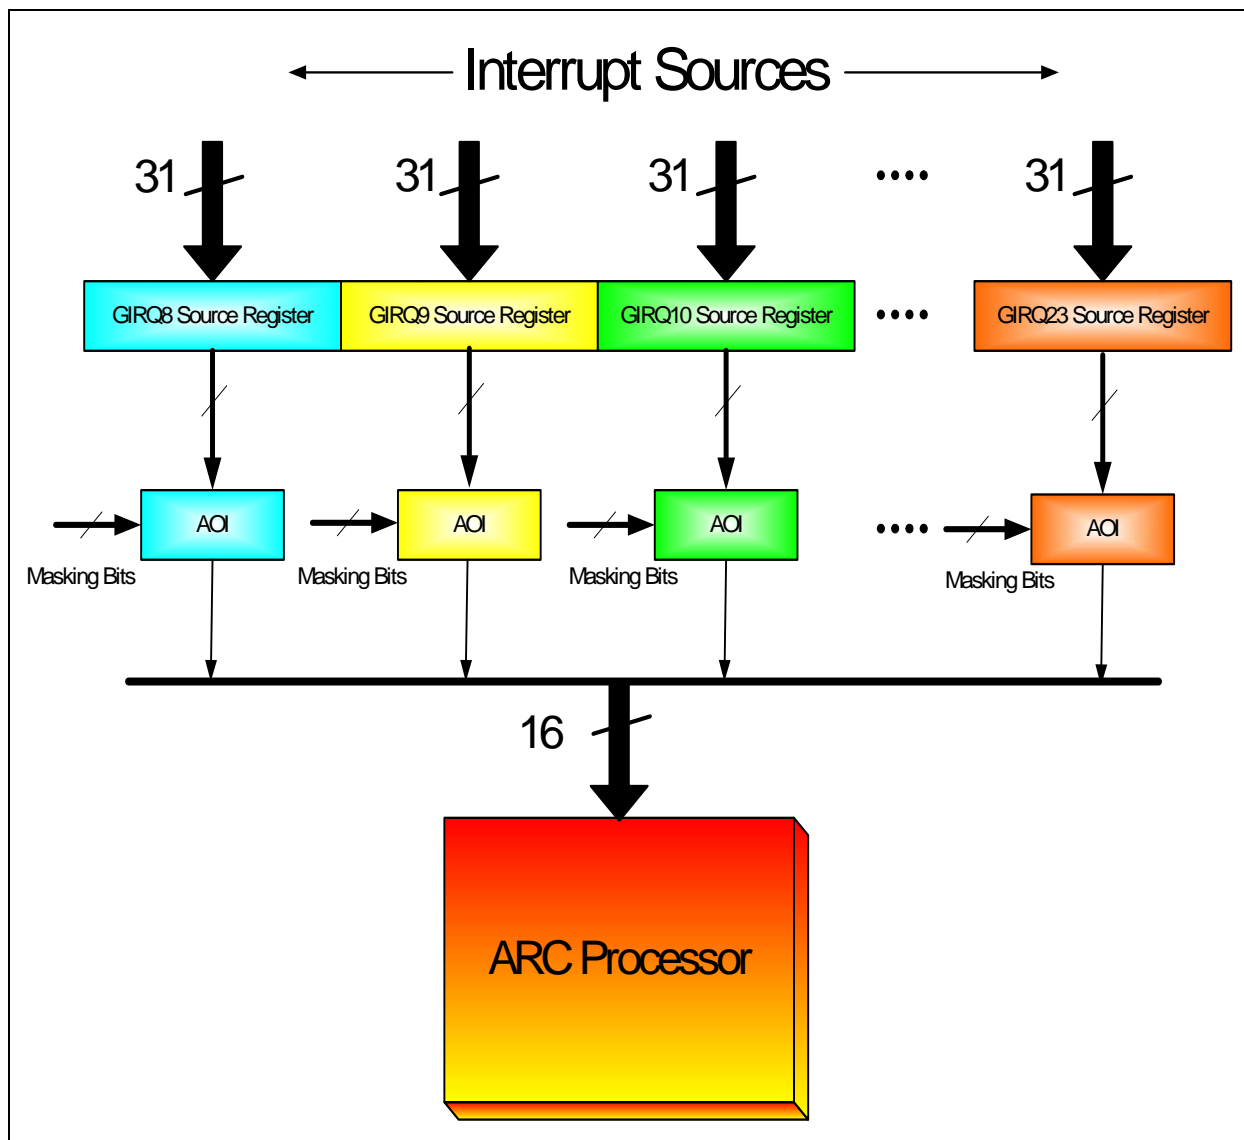 Interrupt Sources
31 31 31 •••• 31
GIRQ8 Source Register GIRQ9 Source Register GIRQ10 Source Register •••• GIRQ23 Source Register
AOI AOI AOI •••• AOI
Masking Bits Masking Bits Masking Bits Masking Bits
16
ARC Processor